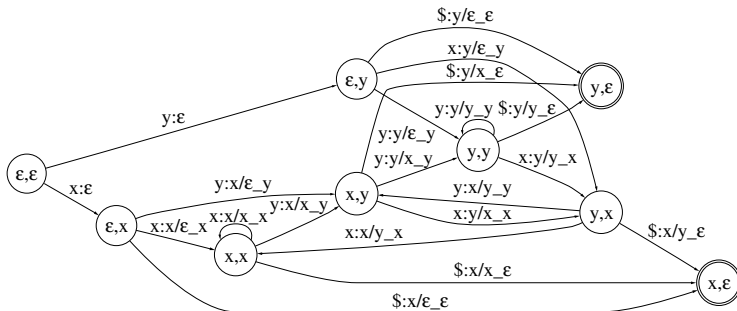 $:y/ε_ε
x:y/ε_y
$:y/x_ε
ε,y
y,ε
y:y/y_y
$:y/y_ε
y:ε
y:y/ε_y
y,y
y:y/x_y
x:y/y_x
ε,ε
x:ε
y:x/ε_y
x,y
y:x/y_y
y:x/x_y
x:x/x_x
ε,x
x:x/ε_x
x:y/x_x
y,x
x:x/y_x
$:x/y_ε
x,x
$:x/x_ε
x,ε
$:x/ε_ε